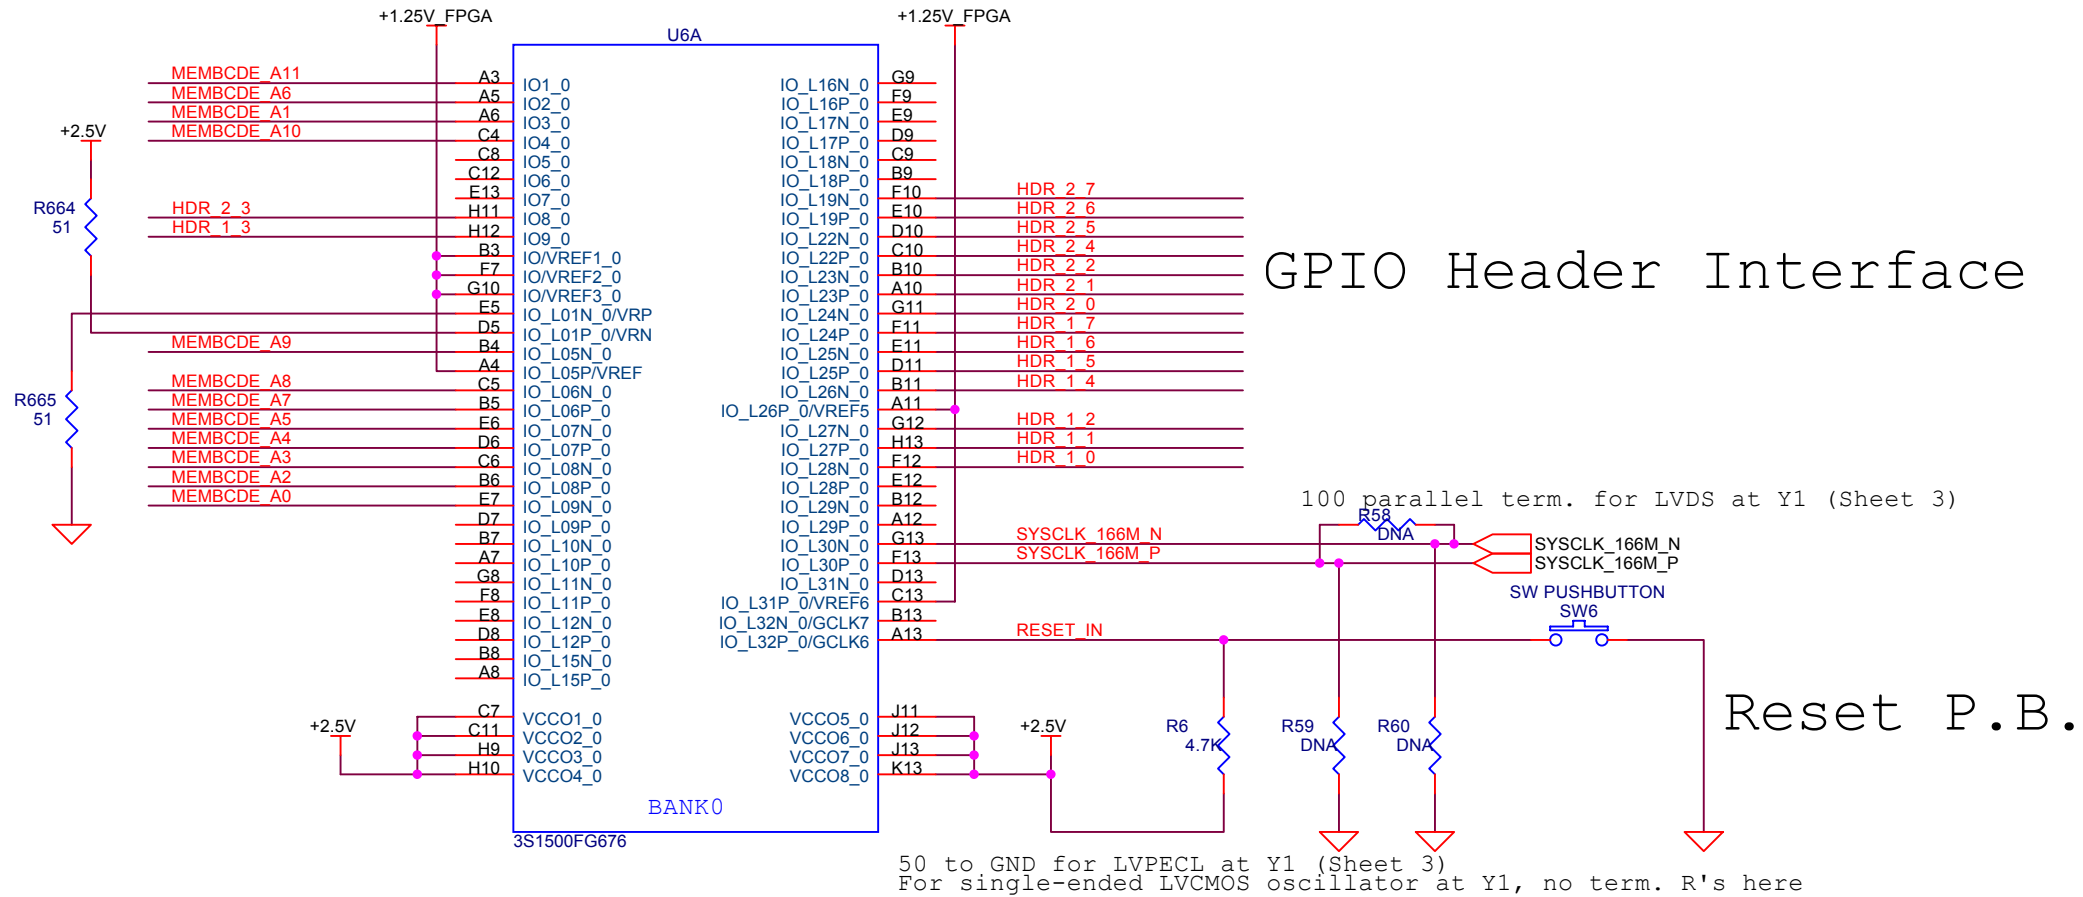 +1.25V_FPGA
+1.25V_FPGA
U6A
MEMBCDE_A11 A3 IO1_0 IO_L16N_0 G9
MEMBCDE_A6 A5 IO2_0 IO_L16P_0 F9
MEMBCDE_A1 A6 IO3_0 IO_L17N_0 E9
+2.5V MEMBCDE_A10 C4 IO4_0 IO_L17P_0 D9
C8 IO5_0 IO_L18N_0 C9
C12 IO6_0 IO_L18P_0 B9
E13 IO7_0 IO_L19N_0 F10 HDR_2_7
R664 HDR_2_3 H11 IO8_0 IO_L19P_0 E10 HDR_2_6
51 HDR_1_3 H12 IO9_0 IO_L22N_0 D10 HDR_2_5
B3 IO/VREF1_0 IO_L22P_0 C10 HDR_2_4
F7 IO/VREF2_0 IO_L23N_0 B10 HDR_2_2
GPIO Header Interface
G10 IO/VREF3_0 IO_L23P_0 A10 HDR_2_1
E5 IO_L01N_0/VRP IO_L24N_0 G11 HDR_2_0
D5 IO_L01P_0/VRN IO_L24P_0 F11 HDR_1_7
MEMBCDE_A9 B4 IO_L05N_0 IO_L25N_0 E11 HDR_1_6
A4 IO_L05P/VREF IO_L25P_0 D11 HDR_1_5
MEMBCDE_A8 C5 IO_L06N_0 IO_L26N_0 B11 HDR_1_4
R665 MEMBCDE_A7 B5 IO_L06P_0 IO_L26P_0/VREF5 A11
51 MEMBCDE_A5 E6 IO_L07N_0 IO_L27N_0 G12 HDR_1_2
MEMBCDE_A4 D6 IO_L07P_0 IO_L27P_0 H13 HDR_1_1
MEMBCDE_A3 C6 IO_L08N_0 IO_L28N_0 F12 HDR_1_0
MEMBCDE_A2 B6 IO_L08P_0 IO_L28P_0 E12
MEMBCDE_A0 E7 IO_L09N_0 IO_L29N_0 B12
100 parallel term. for LVDS at Y1 (Sheet 3)
R58
DNA
D7 IO_L09P_0 IO_L29P_0 A12
B7 IO_L10N_0 IO_L30N_0 G13 SYSCLK_166M_N SYSCLK_166M_N
A7 IO_L10P_0 IO_L30P_0 F13 SYSCLK_166M_P SYSCLK_166M_P
G8 IO_L11N_0 IO_L31N_0 D13
SW PUSHBUTTON
SW6
F8 IO_L11P_0 IO_L31P_0/VREF6 C13
E8 IO_L12N_0 IO_L32N_0/GCLK7 B13
D8 IO_L12P_0 IO_L32P_0/GCLK6 A13 RESET_IN
B8 IO_L15N_0
A8 IO_L15P_0
Reset P.B.
C7 VCCO1_0 VCCO5_0 J11
+2.5V C11 VCCO2_0 VCCO6_0 J12 +2.5V
H9 VCCO3_0 VCCO7_0 J13
H10 VCCO4_0 VCCO8_0 K13
R6
4.7K
R59
DNA
R60
DNA
BANK0
3S1500FG676
50 to GND for LVPECL at Y1 (Sheet 3)
For single-ended LVCMOS oscillator at Y1, no term. R's here